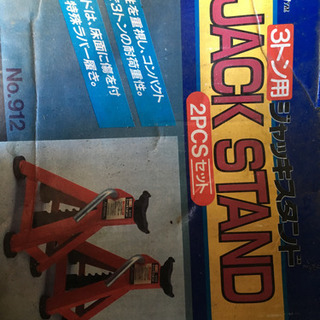 3トン用ジャッキスタンド
JACK STAND
2PCSセット
を重視し、コンパクト
3トンの耐荷重性。
ドは、床面に傷を付
特殊ラバー履き。
No.912